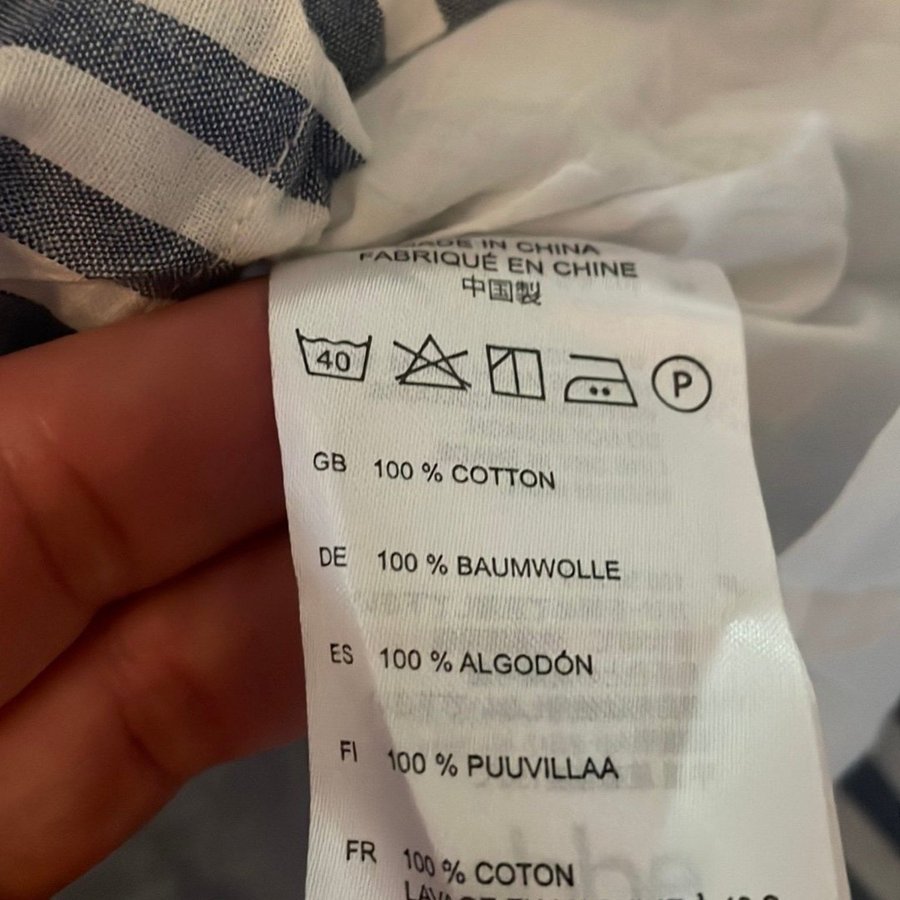 MADE IN CHINA
FABRIQUÉ EN CHINE
中国製
40 P
GB 100 % COTTON
DE 100 % BAUMWOLLE
ES 100 % ALGODÓN
FI 100 % PUUVILLAA
FR 100 % COTON